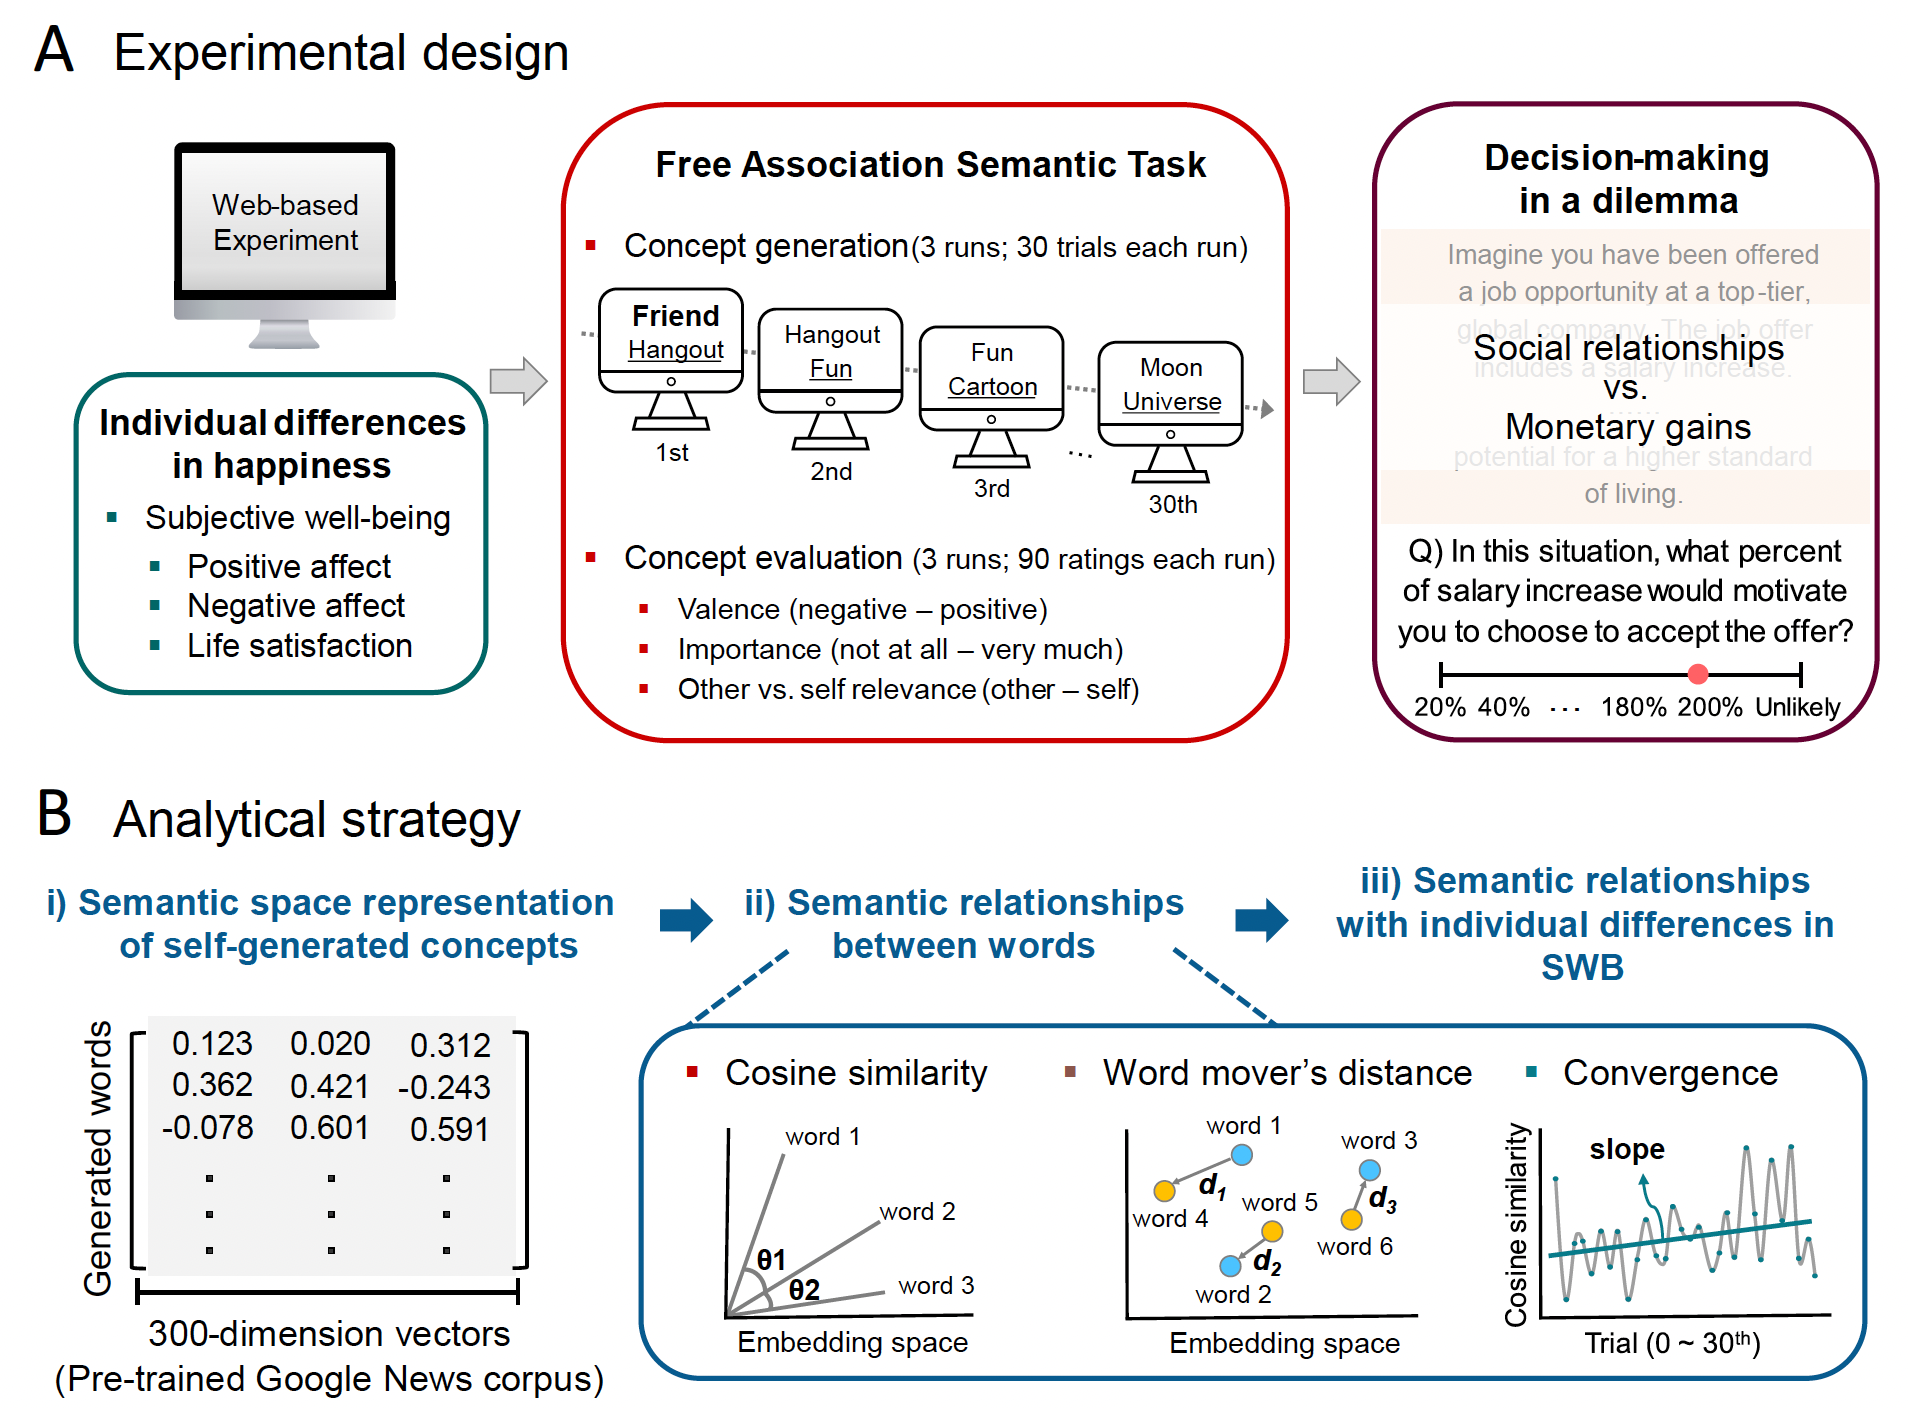 A Experimental design
Web-based
Experiment
Individual differences
in happiness
▪ Subjective well-being
▪ Positive affect
▪ Negative affect
▪ Life satisfaction
Free Association Semantic Task
▪ Concept generation (3 runs; 30 trials each run)
Friend
Hangout
1st
Hangout
Fun
2nd
Fun
Cartoon
3rd
...
Moon
Universe
30th
▪ Concept evaluation (3 runs; 90 ratings each run)
▪ Valence (negative – positive)
▪ Importance (not at all – very much)
▪ Other vs. self relevance (other – self)
Decision-making
in a dilemma
Imagine you have been offered
a job opportunity at a top-tier,
global company. The job offer
includes a salary increase.
......
potential for a higher standard
of living.
Social relationships
vs.
Monetary gains
Q) In this situation, what percent
of salary increase would motivate
you to choose to accept the offer?
20% 40% ... 180% 200% Unlikely
B Analytical strategy
i) Semantic space representation
of self-generated concepts
Generated words
0.123 0.020 0.312
0.362 0.421 -0.243
-0.078 0.601 0.591
300-dimension vectors
(Pre-trained Google News corpus)
ii) Semantic relationships
between words
iii) Semantic relationships
with individual differences in
SWB
▪ Cosine similarity
word 1
word 2
word 3
θ1
θ2
Embedding space
▪ Word mover’s distance
word 1
word 3
d1
word 4
word 5
d3
word 6
d2
word 2
Embedding space
▪ Convergence
Cosine similarity
slope
Trial (0 ~ 30th)